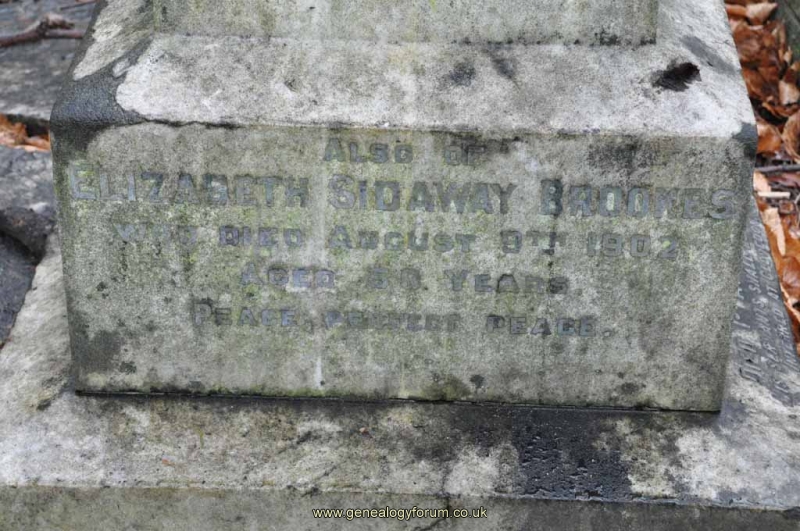 Also of
Elizabeth Sidaway Brookes
who died August 9th 1902
Aged Years
Peace, perfect peace.
www.genealogyforum.co.uk